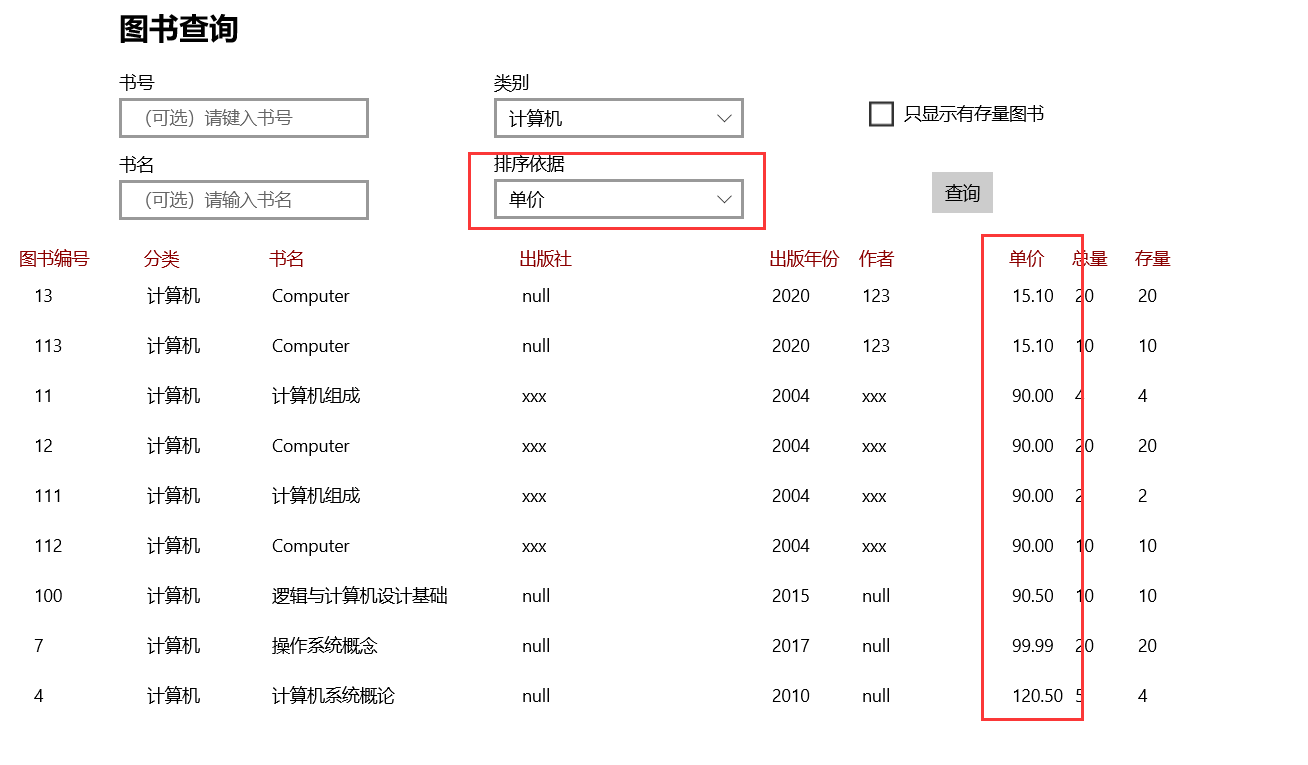 图书查询
书号 类别
（可选）请键入书号 计算机 只显示有存量图书
书名 排序依据
（可选）请输入书名 单价 查询
图书编号 分类 书名 出版社 出版年份 作者 单价 总量 存量
13 计算机 Computer null 2020 123 15.10 20 20
113 计算机 Computer null 2020 123 15.10 10 10
11 计算机 计算机组成 xxx 2004 xxx 90.00 4 4
12 计算机 Computer xxx 2004 xxx 90.00 20 20
111 计算机 计算机组成 xxx 2004 xxx 90.00 2 2
112 计算机 Computer xxx 2004 xxx 90.00 10 10
100 计算机 逻辑与计算机设计基础 null 2015 null 90.50 10 10
7 计算机 操作系统概念 null 2017 null 99.99 20 20
4 计算机 计算机系统概论 null 2010 null 120.50 5 4